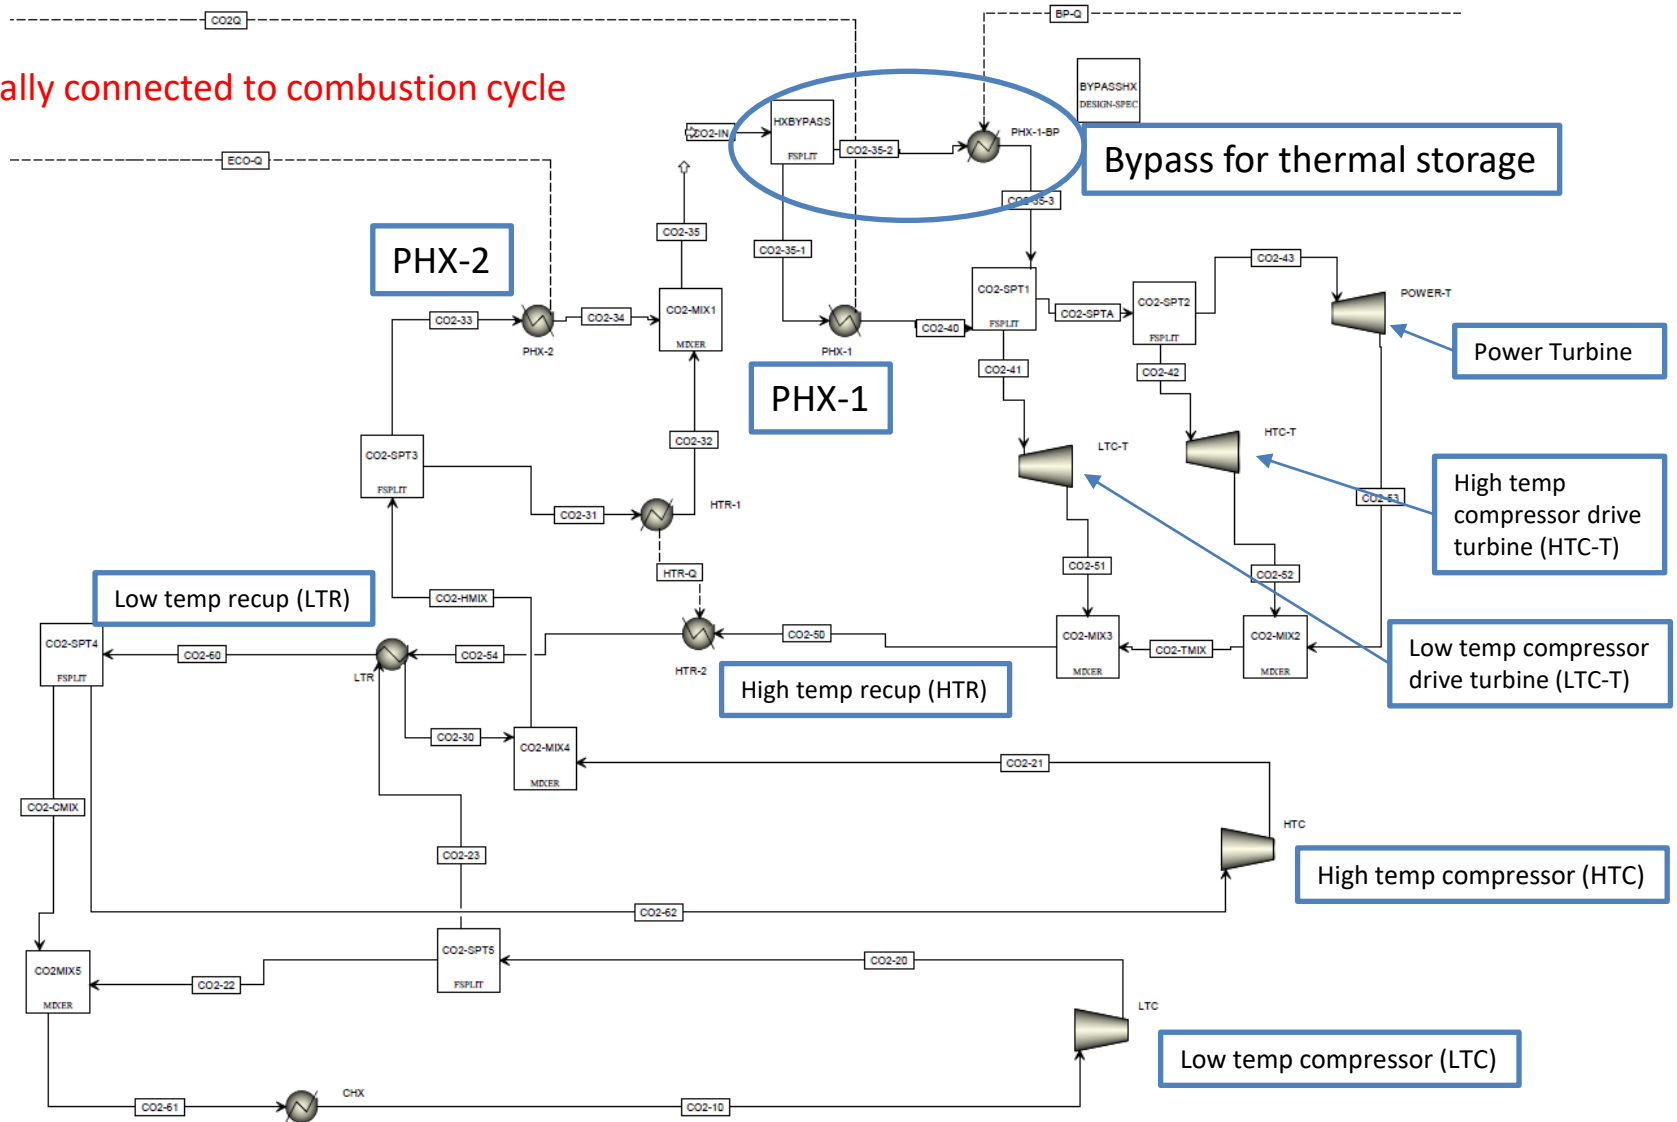 CO2Q
BP-Q
ally connected to combustion cycle
BYPASSHX
DESIGN-SPEC
HXBYPASS
FSPLIT
CO2-IN
CO2-35-2
PHX-1-BP
Bypass for thermal storage
ECO-Q
CO2-35-3
CO2-35
CO2-35-1
PHX-2
CO2-43
CO2-SPT1
FSPLIT
CO2-SPTA
CO2-SPT2
FSPLIT
POWER-T
CO2-MIX1
MIXER
CO2-33
CO2-34
PHX-2
PHX-1
CO2-40
Power Turbine
CO2-41
CO2-42
PHX-1
CO2-32
LTC-T
HTC-T
CO2-SPT3
FSPLIT
High temp
compressor drive
turbine (HTC-T)
CO2-53
CO2-31
HTR-1
CO2-51
CO2-52
HTR-Q
Low temp recup (LTR)
CO2-HMIX
CO2-SPT4
FSPLIT
CO2-60
LTR
CO2-54
HTR-2
CO2-50
CO2-MIX3
MIXER
CO2-TMIX
CO2-MIX2
MIXER
Low temp compressor
drive turbine (LTC-T)
High temp recup (HTR)
CO2-30
CO2-MIX4
MIXER
CO2-21
CO2-CMIX
HTC
CO2-23
High temp compressor (HTC)
CO2-62
CO2-SPT5
FSPLIT
CO2-20
CO2MIX5
MIXER
CO2-22
LTC
Low temp compressor (LTC)
CHX
CO2-61
CO2-10